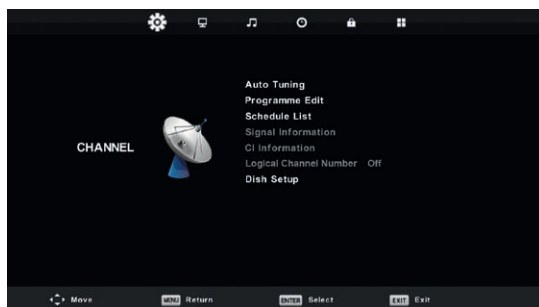 Auto Tuning
Programme Edit
Schedule List
Signal Information
CHANNEL
CI Information
Logical Channel Number Off
Dish Setup
Move MENU Return ENTER Select EXIT Exit